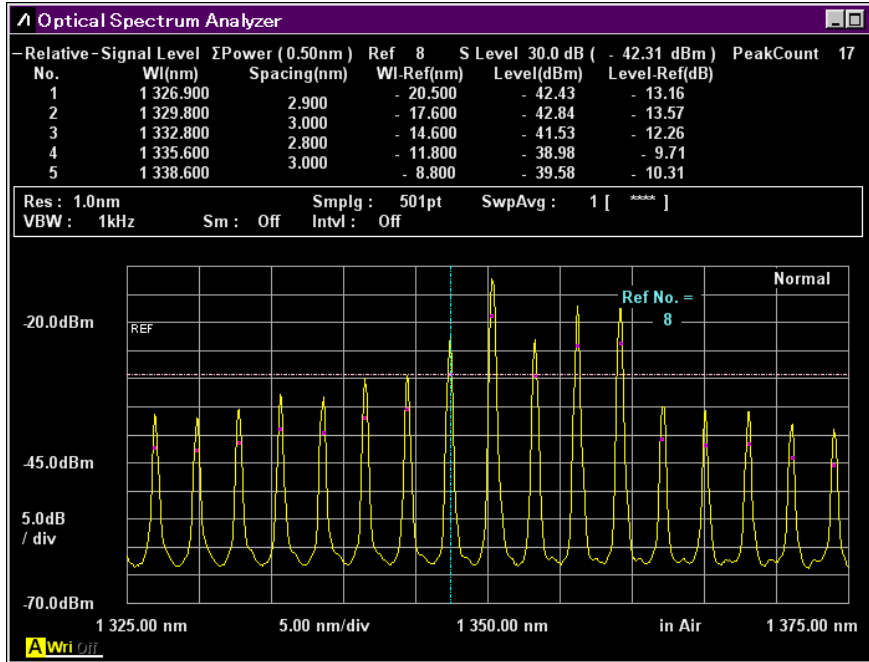 Optical Spectrum Analyzer
-Relative-Signal Level ΣPower ( 0.50nm ) Ref 8 S Level 30.0 dB ( - 42.31 dBm ) PeakCount 17
No. Wl(nm) Spacing(nm) Wl-Ref(nm) Level(dBm) Level-Ref(dB)
1 1 326.900 - 20.500 - 42.43 - 13.16
2.900
2 1 329.800 - 17.600 - 42.84 - 13.57
3.000
3 1 332.800 - 14.600 - 41.53 - 12.26
2.800
4 1 335.600 - 11.800 - 38.98 - 9.71
3.000
5 1 338.600 - 8.800 - 39.58 - 10.31
Res : 1.0nm Smplg : 501pt SwpAvg : 1 [ **** ]
VBW : 1kHz Sm : Off Intvl : Off
Normal
Ref No. =
8
-20.0dBm
REF
-45.0dBm
5.0dB
/ div
-70.0dBm
1 325.00 nm 5.00 nm/div 1 350.00 nm in Air 1 375.00 nm
A Wri Off